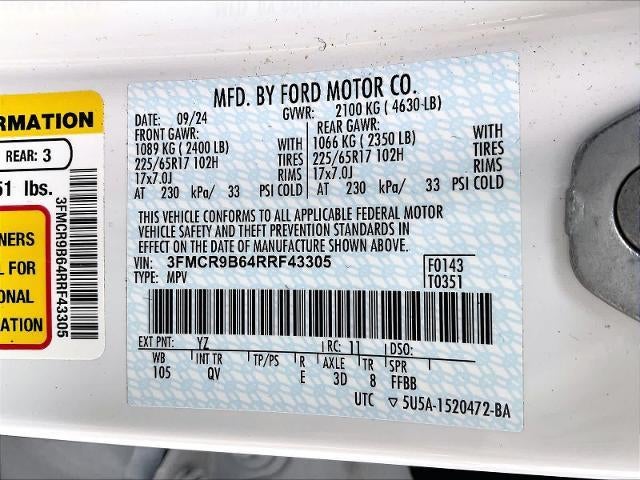 RMATION
REAR: 3
51 lbs.
NERS
L FOR
ONAL
ATION
3FMCR9B64RRF43305
MFD. BY FORD MOTOR CO.
DATE: 09/24 GVWR: 2100 KG ( 4630-LB)
FRONT GAWR: REAR GAWR:
1089 KG ( 2400 LB) 1066 KG ( 2350 LB)
225/65R17 102H TIRES 225/65R17 102H TIRES
17x7.0J RIMS 17x7.0J RIMS
AT 230 kPa/ 33 PSI COLD AT 230 kPa/ 33 PSI COLD
THIS VEHICLE CONFORMS TO ALL APPLICABLE FEDERAL MOTOR
VEHICLE SAFETY AND THEFT PREVENTION STANDARDS IN
EFFECT ON THE DATE OF MANUFACTURE SHOWN ABOVE.
VIN: 3FMCR9B64RRF43305 F0143
TYPE: MPV T0351
EXT PNT: YZ RC: 11 DSO:
WB INT TR TP/PS R AXLE TR SPR
105 QV E 3D 8 FFBB
UTC ▽ 5U5A-1520472-BA